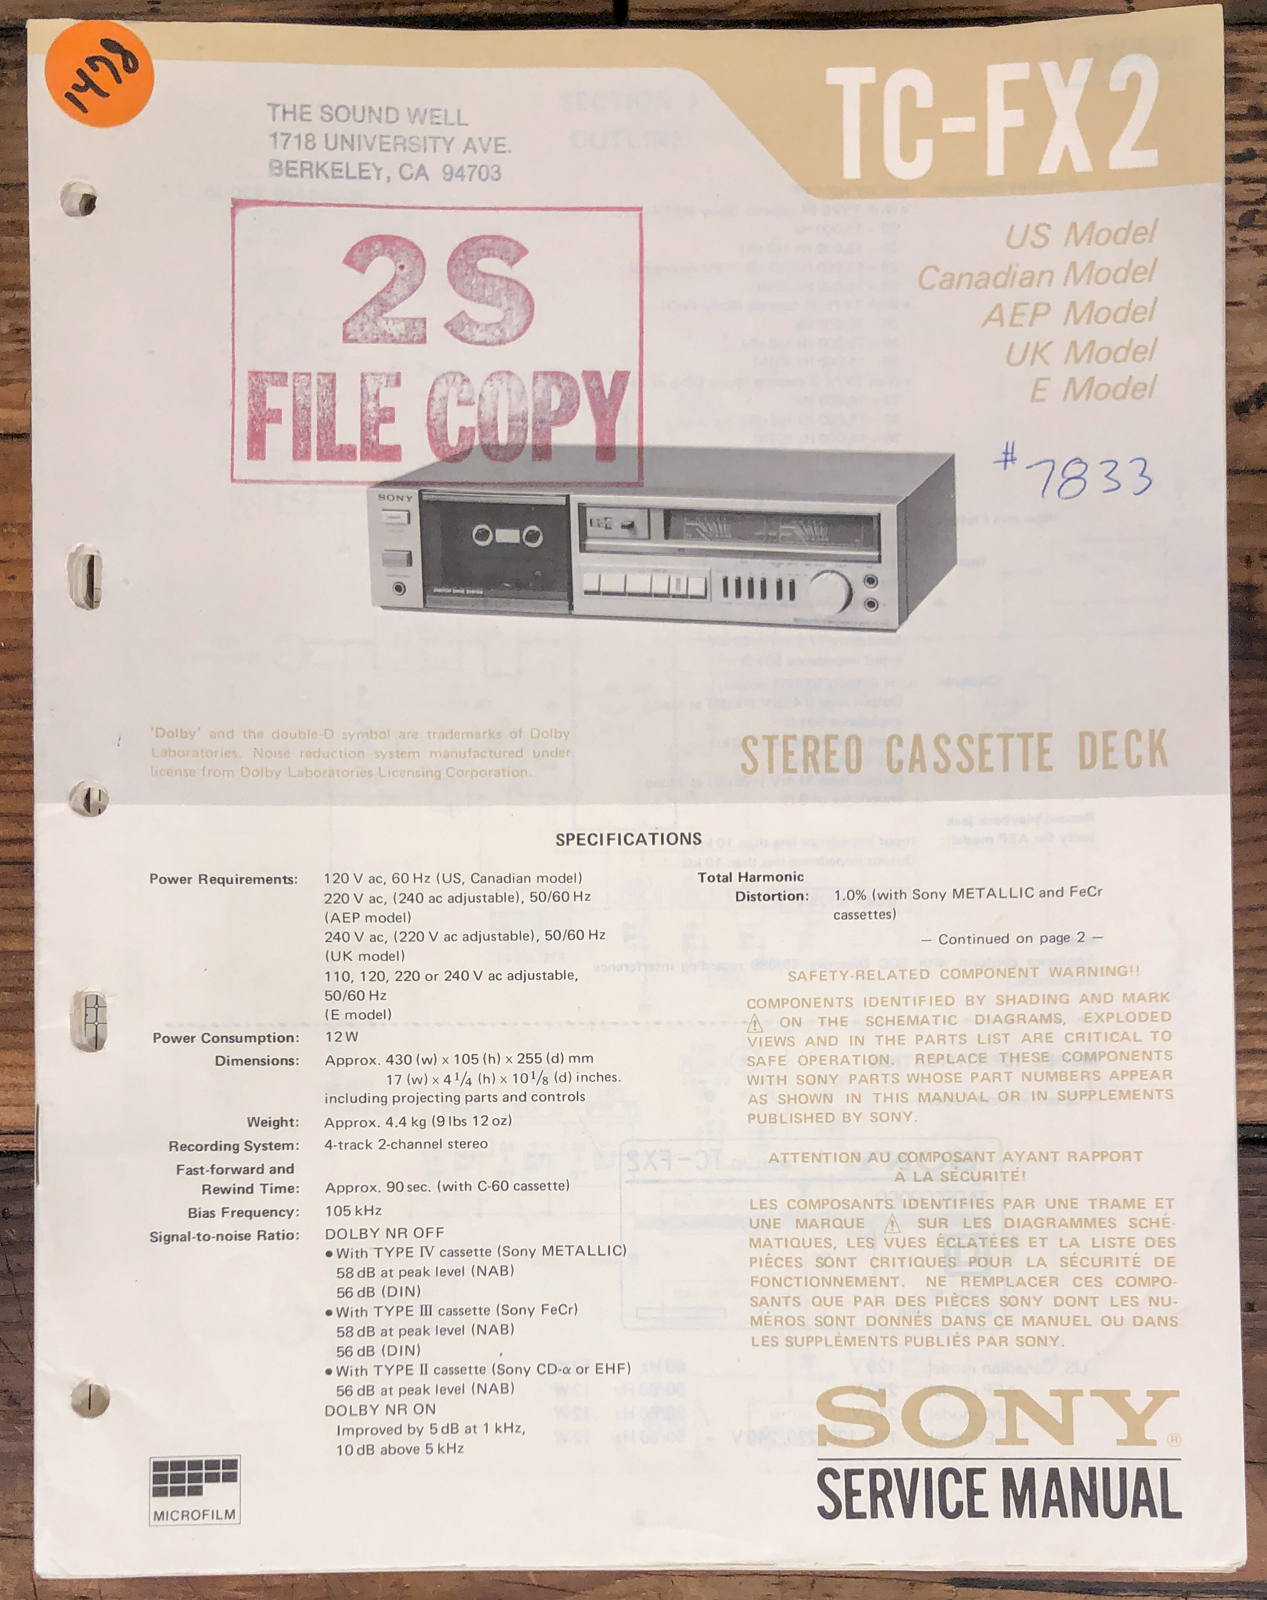 1478
THE SOUND WELL
1718 UNIVERSITY AVE.
BERKELEY, CA 94703
2S
FILE COPY
TC-FX2
US Model
Canadian Model
AEP Model
UK Model
E Model
#7833
SONY
'Dolby' and the double-D symbol are trademarks of Dolby
Laboratories. Noise reduction system manufactured under
license from Dolby Laboratories Licensing Corporation.
STEREO CASSETTE DECK
SPECIFICATIONS
Power Requirements: 120 V ac, 60 Hz (US, Canadian model)
220 V ac, (240 ac adjustable), 50/60 Hz
(AEP model)
240 V ac, (220 V ac adjustable), 50/60 Hz
(UK model)
110, 120, 220 or 240 V ac adjustable,
50/60 Hz
(E model)
Power Consumption: 12 W
Dimensions: Approx. 430 (w) x 105 (h) x 255 (d) mm
17 (w) x 4 1/4 (h) x 10 1/8 (d) inches.
including projecting parts and controls
Weight: Approx. 4.4 kg (9 lbs 12 oz)
Recording System: 4-track 2-channel stereo
Fast-forward and
Rewind Time: Approx. 90 sec. (with C-60 cassette)
Bias Frequency: 105 kHz
Signal-to-noise Ratio: DOLBY NR OFF
● With TYPE IV cassette (Sony METALLIC)
58 dB at peak level (NAB)
56 dB (DIN)
● With TYPE III cassette (Sony FeCr)
58 dB at peak level (NAB)
56 dB (DIN)
● With TYPE II cassette (Sony CD-α or EHF)
56 dB at peak level (NAB)
DOLBY NR ON
Improved by 5 dB at 1 kHz,
10 dB above 5 kHz
MICROFILM
Total Harmonic
Distortion: 1.0% (with Sony METALLIC and FeCr
cassettes)
— Continued on page 2 —
SAFETY-RELATED COMPONENT WARNING!!
COMPONENTS IDENTIFIED BY SHADING AND MARK
⚠ ON THE SCHEMATIC DIAGRAMS, EXPLODED
VIEWS AND IN THE PARTS LIST ARE CRITICAL TO
SAFE OPERATION. REPLACE THESE COMPONENTS
WITH SONY PARTS WHOSE PART NUMBERS APPEAR
AS SHOWN IN THIS MANUAL OR IN SUPPLEMENTS
PUBLISHED BY SONY.
ATTENTION AU COMPOSANT AYANT RAPPORT
À LA SÉCURITÉ!
LES COMPOSANTS IDENTIFIÉS PAR UNE TRAME ET
UNE MARQUE ⚠ SUR LES DIAGRAMMES SCHÉ-
MATIQUES, LES VUES ÉCLATÉES ET LA LISTE DES
PIÈCES SONT CRITIQUES POUR LA SÉCURITÉ DE
FONCTIONNEMENT. NE REMPLACER CES COMPO-
SANTS QUE PAR DES PIÈCES SONY DONT LES NU-
MÉROS SONT DONNÉS DANS CE MANUEL OU DANS
LES SUPPLÉMENTS PUBLIÉS PAR SONY.
SONY®
SERVICE MANUAL